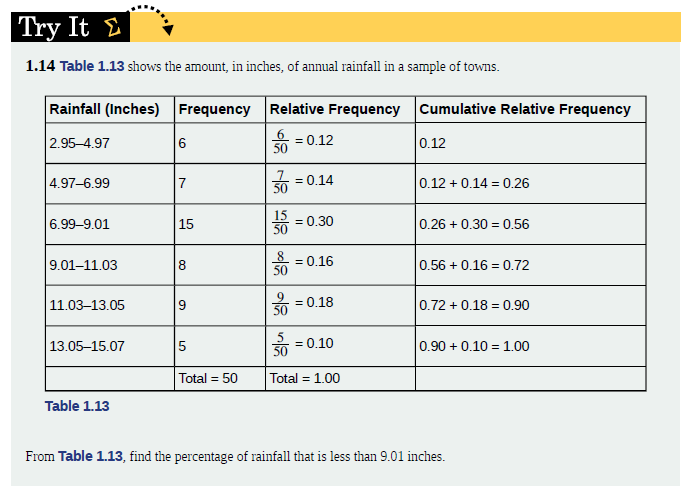 Try It Σ
1.14 Table 1.13 shows the amount, in inches, of annual rainfall in a sample of towns.
Rainfall (Inches) Frequency Relative Frequency Cumulative Relative Frequency
2.95–4.97 6 6/50 = 0.12 0.12
4.97–6.99 7 7/50 = 0.14 0.12 + 0.14 = 0.26
6.99–9.01 15 15/50 = 0.30 0.26 + 0.30 = 0.56
9.01–11.03 8 8/50 = 0.16 0.56 + 0.16 = 0.72
11.03–13.05 9 9/50 = 0.18 0.72 + 0.18 = 0.90
13.05–15.07 5 5/50 = 0.10 0.90 + 0.10 = 1.00
Total = 50 Total = 1.00
Table 1.13
From Table 1.13, find the percentage of rainfall that is less than 9.01 inches.